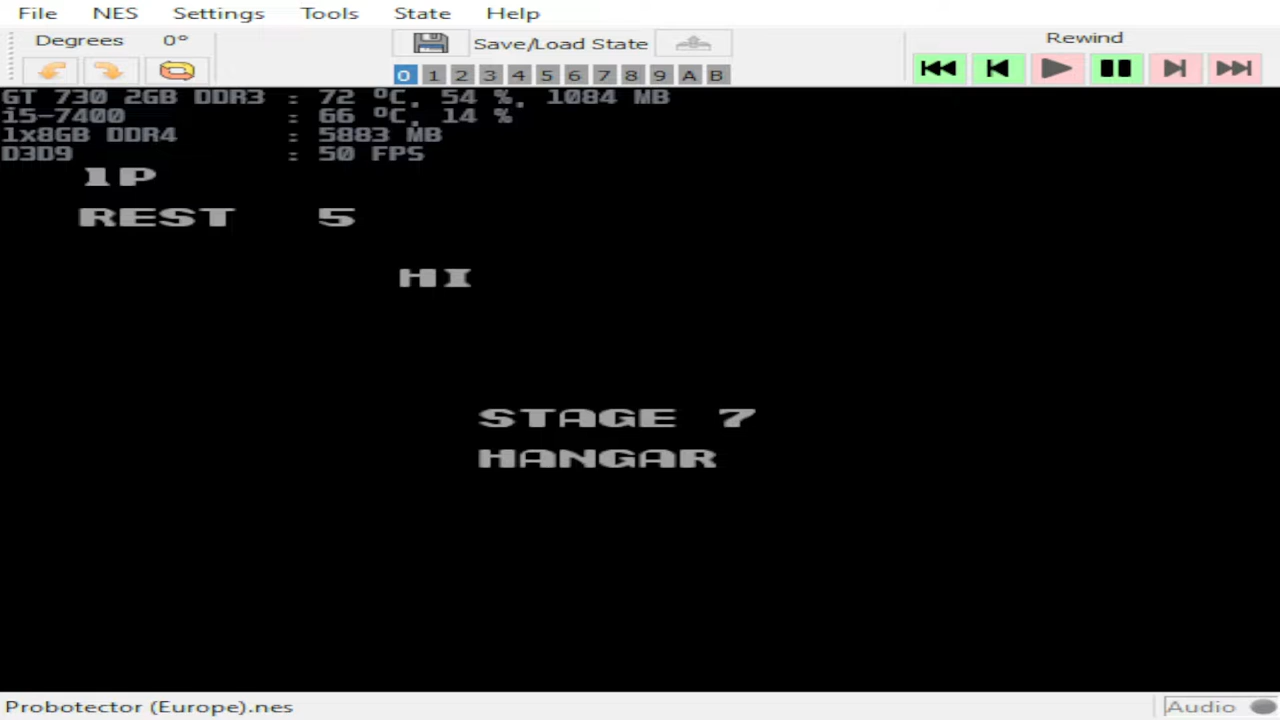 File NES Settings Tools State Help
Degrees 0° Save/Load State Rewind
0 1 2 3 4 5 6 7 8 9 A B
GT 730 2GB DDR3 : 72 ºC, 54 %, 1084 MB
i5-7400 : 66 ºC, 14 %
1x8GB DDR4 : 5883 MB
D3D9 : 50 FPS
1P
REST 5
HI
STAGE 7
HANGAR
Probotector (Europe).nes Audio